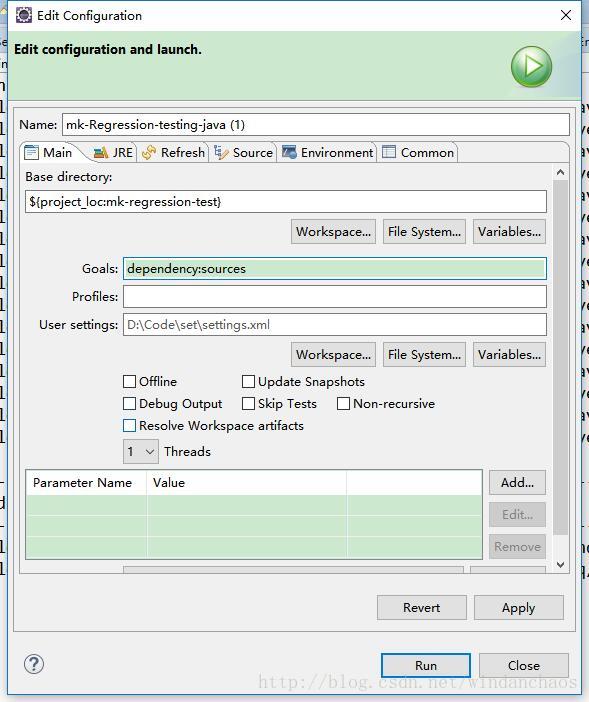 Edit Configuration
Edit configuration and launch.
Name: mk-Regression-testing-java (1)
Main JRE Refresh Source Environment Common
Base directory:
${project_loc:mk-regression-test}
Workspace... File System... Variables...
Goals: dependency:sources
Profiles:
User settings: D:\Code\set\settings.xml
Workspace... File System... Variables...
Offline Update Snapshots
Debug Output Skip Tests Non-recursive
Resolve Workspace artifacts
1 Threads
Parameter Name Value Add...
Edit...
Remove
Revert Apply
? Run Close
http://blog.csdn.net/windanchaos